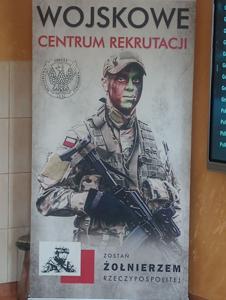 WOJSKOWE
CENTRUM REKRUTACJI
ZOSTAŃ
ŻOŁNIERZEM
RZECZYPOSPOLITEJ